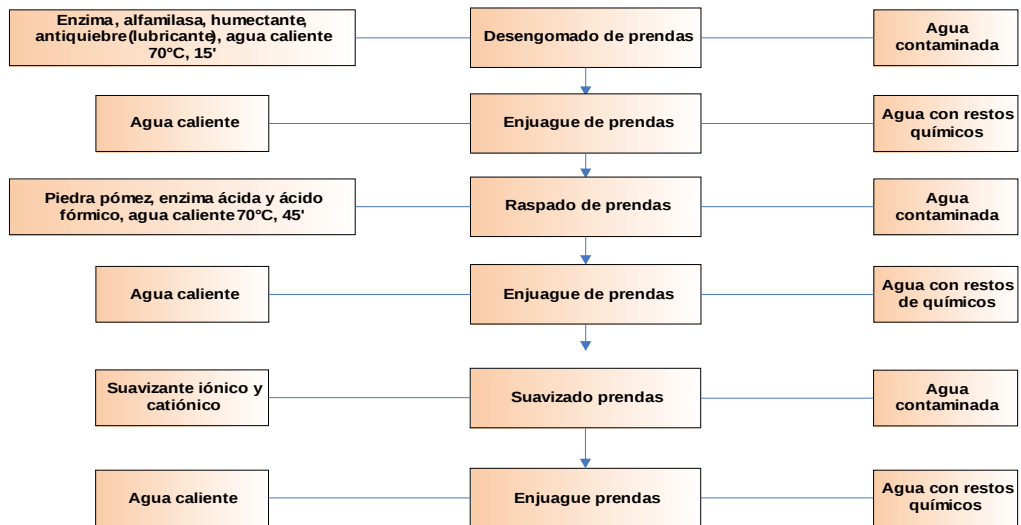 Enzima, alfamilasa, humectante,
antiquiebre(lubricante), agua caliente
70°C, 15'
Desengomado de prendas
Agua
contaminada
Agua caliente
Enjuague de prendas
Agua con restos
químicos
Piedra pómez, enzima ácida y ácido
fórmico, agua caliente 70°C, 45'
Raspado de prendas
Agua
contaminada
Agua caliente
Enjuague de prendas
Agua con restos
de químicos
Suavizante iónico y
catiónico
Suavizado prendas
Agua
contaminada
Agua caliente
Enjuague prendas
Agua con restos
químicos